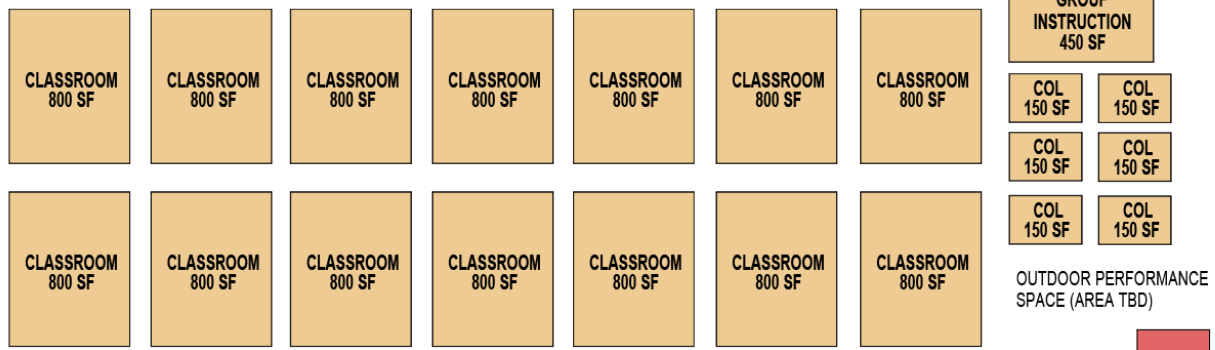 GROUP
INSTRUCTION
450 SF
CLASSROOM
800 SF
CLASSROOM
800 SF
CLASSROOM
800 SF
CLASSROOM
800 SF
CLASSROOM
800 SF
CLASSROOM
800 SF
CLASSROOM
800 SF
COL
150 SF
COL
150 SF
COL
150 SF
COL
150 SF
COL
150 SF
COL
150 SF
CLASSROOM
800 SF
CLASSROOM
800 SF
CLASSROOM
800 SF
CLASSROOM
800 SF
CLASSROOM
800 SF
CLASSROOM
800 SF
CLASSROOM
800 SF
OUTDOOR PERFORMANCE
SPACE (AREA TBD)